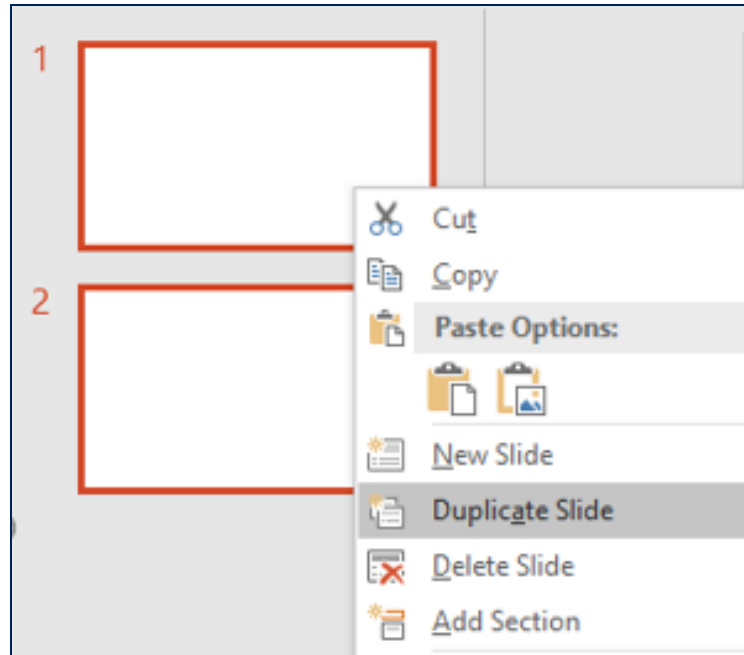 1
2
Cut
Copy
Paste Options:
New Slide
Duplicate Slide
Delete Slide
Add Section